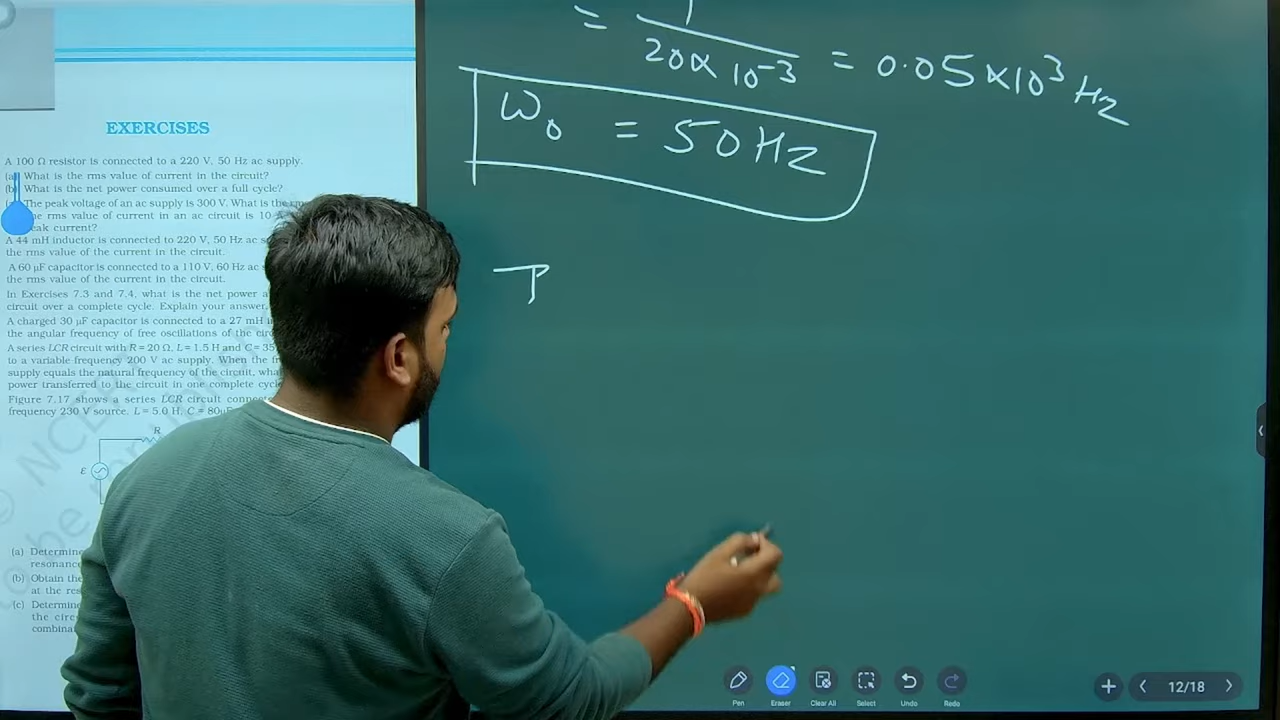 EXERCISES
A 100 Ω resistor is connected to a 220 V, 50 Hz ac supply.
(a) What is the rms value of current in the circuit?
(b) What is the net power consumed over a full cycle?
The peak voltage of an ac supply is 300 V. What is the rm
rms value of current in an ac circuit is 10
eak current?
A 44 mH inductor is connected to 220 V, 50 Hz ac s
the rms value of the current in the circuit.
A 60 μF capacitor is connected to a 110 V, 60 Hz ac
the rms value of the current in the circuit.
In Exercises 7.3 and 7.4, what is the net power a
circuit over a complete cycle. Explain your answer.
A charged 30 μF capacitor is connected to a 27 mH i
the angular frequency of free oscillations of the cir
A series LCR circuit with R = 20 Ω, L = 1.5 H and C = 35
to a variable frequency 200 V ac supply. When the fr
supply equals the natural frequency of the circuit, wha
power transferred to the circuit in one complete cycl
Figure 7.17 shows a series LCR circuit connec
frequency 230 V source. L = 5.0 H, C = 80μF
R
ε
(a) Determine
resonance
(b) Obtain the
at the res
(c) Determine
the circ
combina
= 1 / 20 × 10⁻³ = 0.05 × 10³ Hz
ω₀ = 50 Hz
T
Pen Eraser Clear All Select Undo Redo
12/18